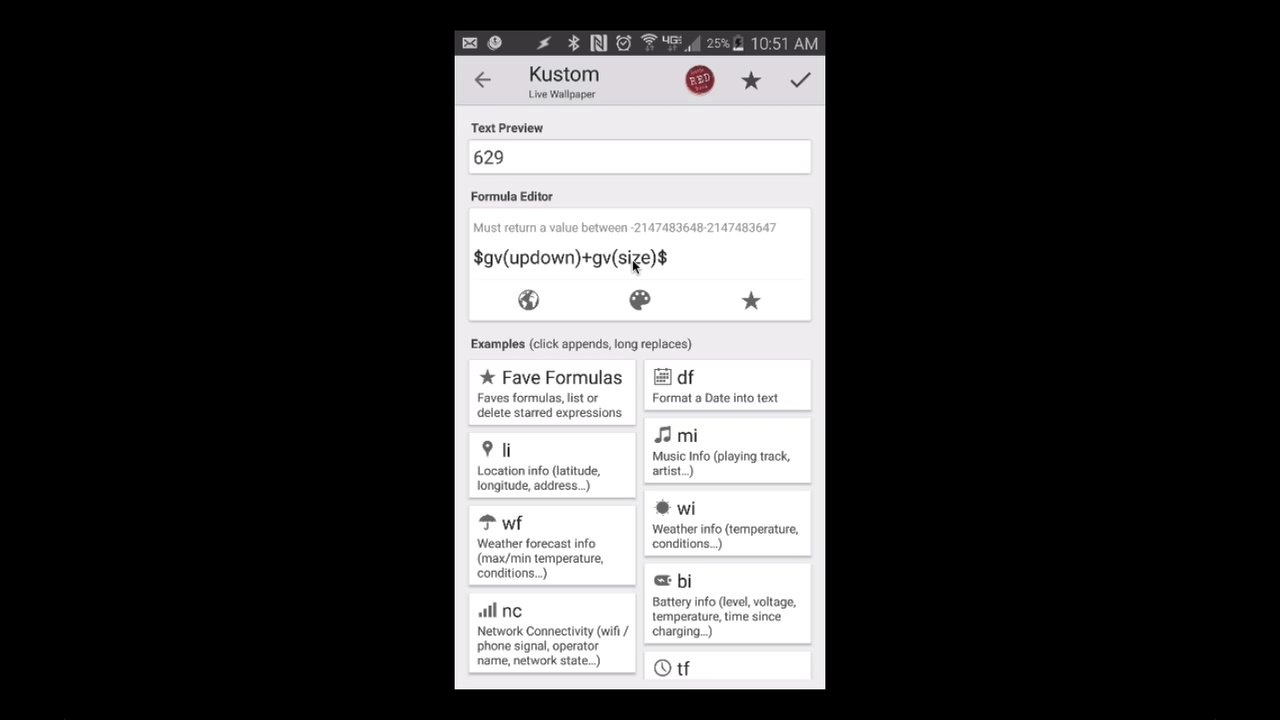 4G 25% 10:51 AM
Kustom
Live Wallpaper
RED
Text Preview
629
Formula Editor
Must return a value between -2147483648-2147483647
$gv(updown)+gv(size)$
Examples (click appends, long replaces)
Fave Formulas
Faves formulas, list or
delete starred expressions
df
Format a Date into text
li
Location info (latitude,
longitude, address...)
mi
Music Info (playing track,
artist...)
wf
Weather forecast info
(max/min temperature,
conditions...)
wi
Weather info (temperature,
conditions...)
nc
Network Connectivity (wifi /
phone signal, operator
name, network state...)
bi
Battery info (level, voltage,
temperature, time since
charging...)
tf